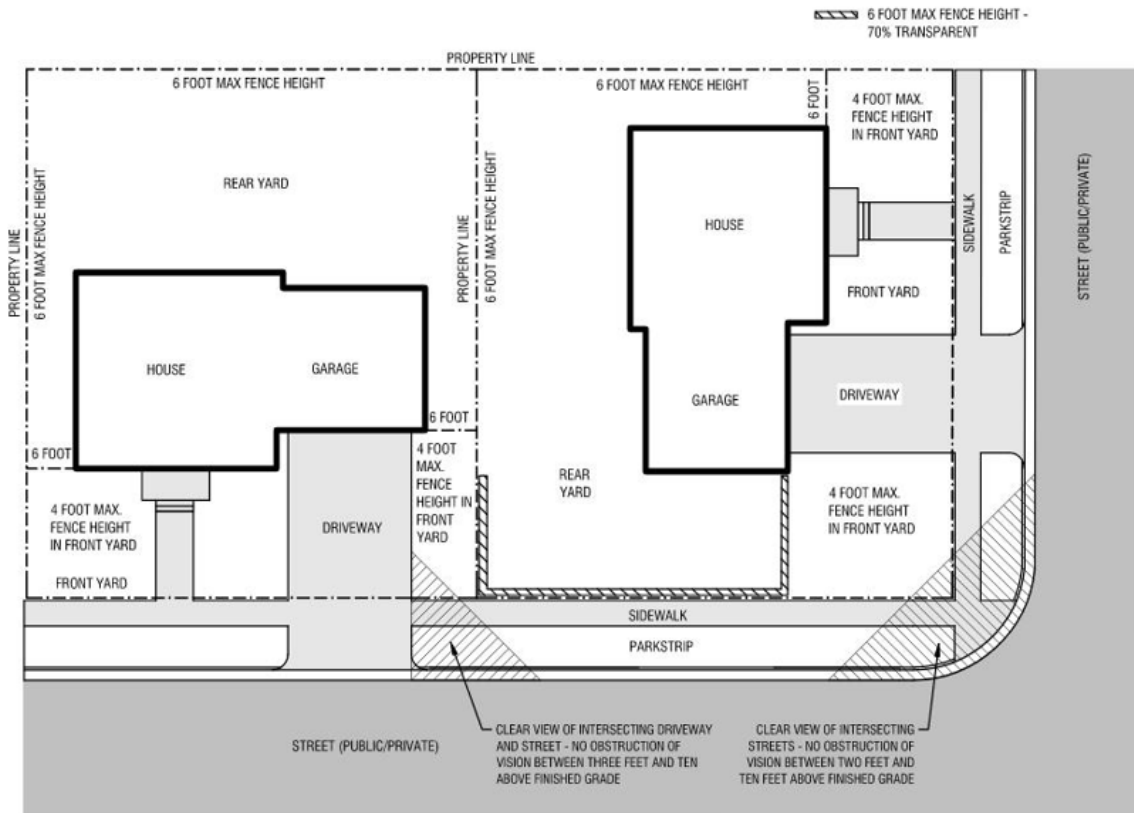 6 FOOT MAX FENCE HEIGHT -
70% TRANSPARENT
PROPERTY LINE
6 FOOT MAX FENCE HEIGHT
6 FOOT MAX FENCE HEIGHT
6 FOOT
4 FOOT MAX.
FENCE HEIGHT
IN FRONT YARD
PROPERTY LINE
6 FOOT MAX FENCE HEIGHT
REAR YARD
PROPERTY LINE
6 FOOT MAX FENCE HEIGHT
HOUSE
SIDEWALK
PARKSTRIP
STREET (PUBLIC/PRIVATE)
FRONT YARD
HOUSE
GARAGE
GARAGE
DRIVEWAY
6 FOOT
6 FOOT
4 FOOT
MAX.
FENCE
HEIGHT IN
FRONT
YARD
REAR
YARD
4 FOOT MAX.
FENCE HEIGHT
IN FRONT YARD
FRONT YARD
DRIVEWAY
4 FOOT MAX.
FENCE HEIGHT
IN FRONT YARD
SIDEWALK
PARKSTRIP
STREET (PUBLIC/PRIVATE)
CLEAR VIEW OF INTERSECTING DRIVEWAY
AND STREET - NO OBSTRUCTION OF
VISION BETWEEN THREE FEET AND TEN
ABOVE FINISHED GRADE
CLEAR VIEW OF INTERSECTING
STREETS - NO OBSTRUCTION OF
VISION BETWEEN TWO FEET AND
TEN FEET ABOVE FINISHED GRADE